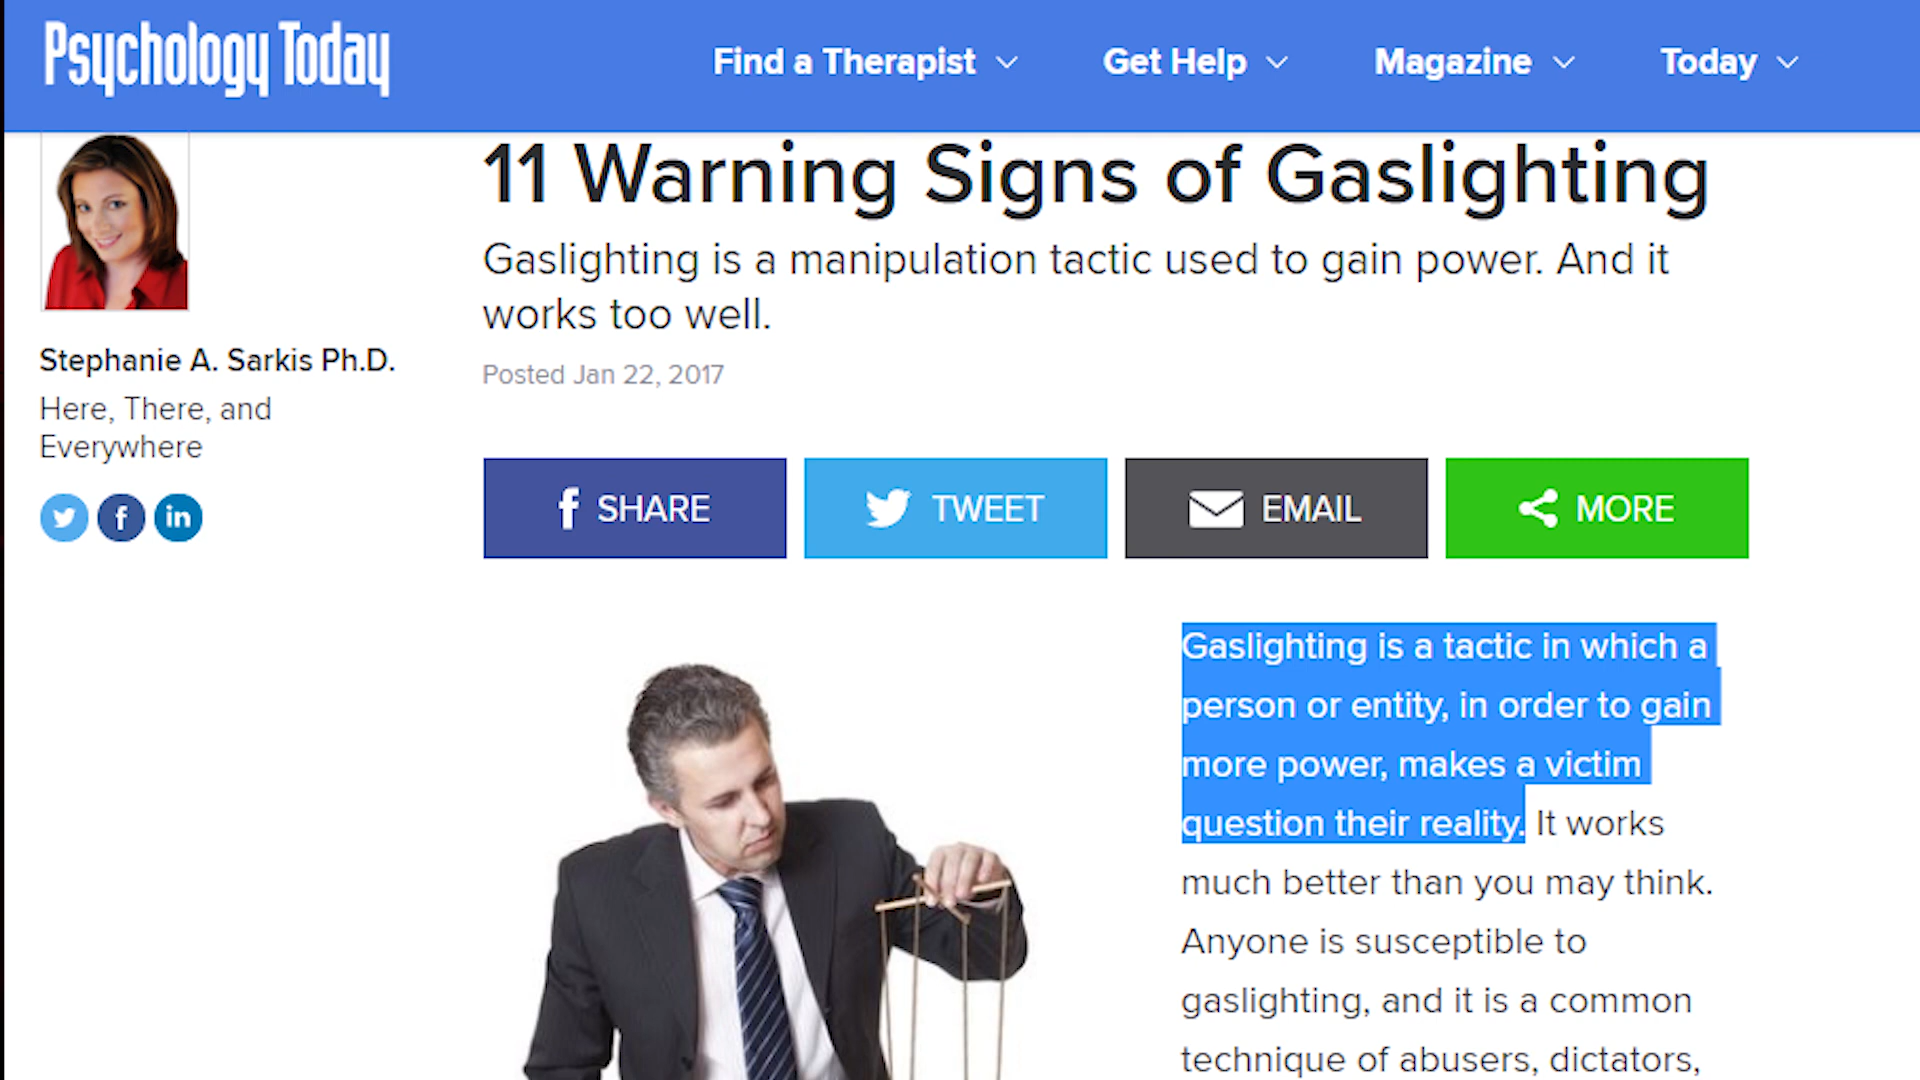 Psychology Today
Find a Therapist
Get Help
Magazine
Today
11 Warning Signs of Gaslighting
Gaslighting is a manipulation tactic used to gain power. And it
works too well.
Posted Jan 22, 2017
Stephanie A. Sarkis Ph.D.
Here, There, and
Everywhere
f SHARE
TWEET
EMAIL
MORE
f
in
Gaslighting is a tactic in which a
person or entity, in order to gain
more power, makes a victim
question their reality. It works
much better than you may think.
Anyone is susceptible to
gaslighting, and it is a common
technique of abusers, dictators,